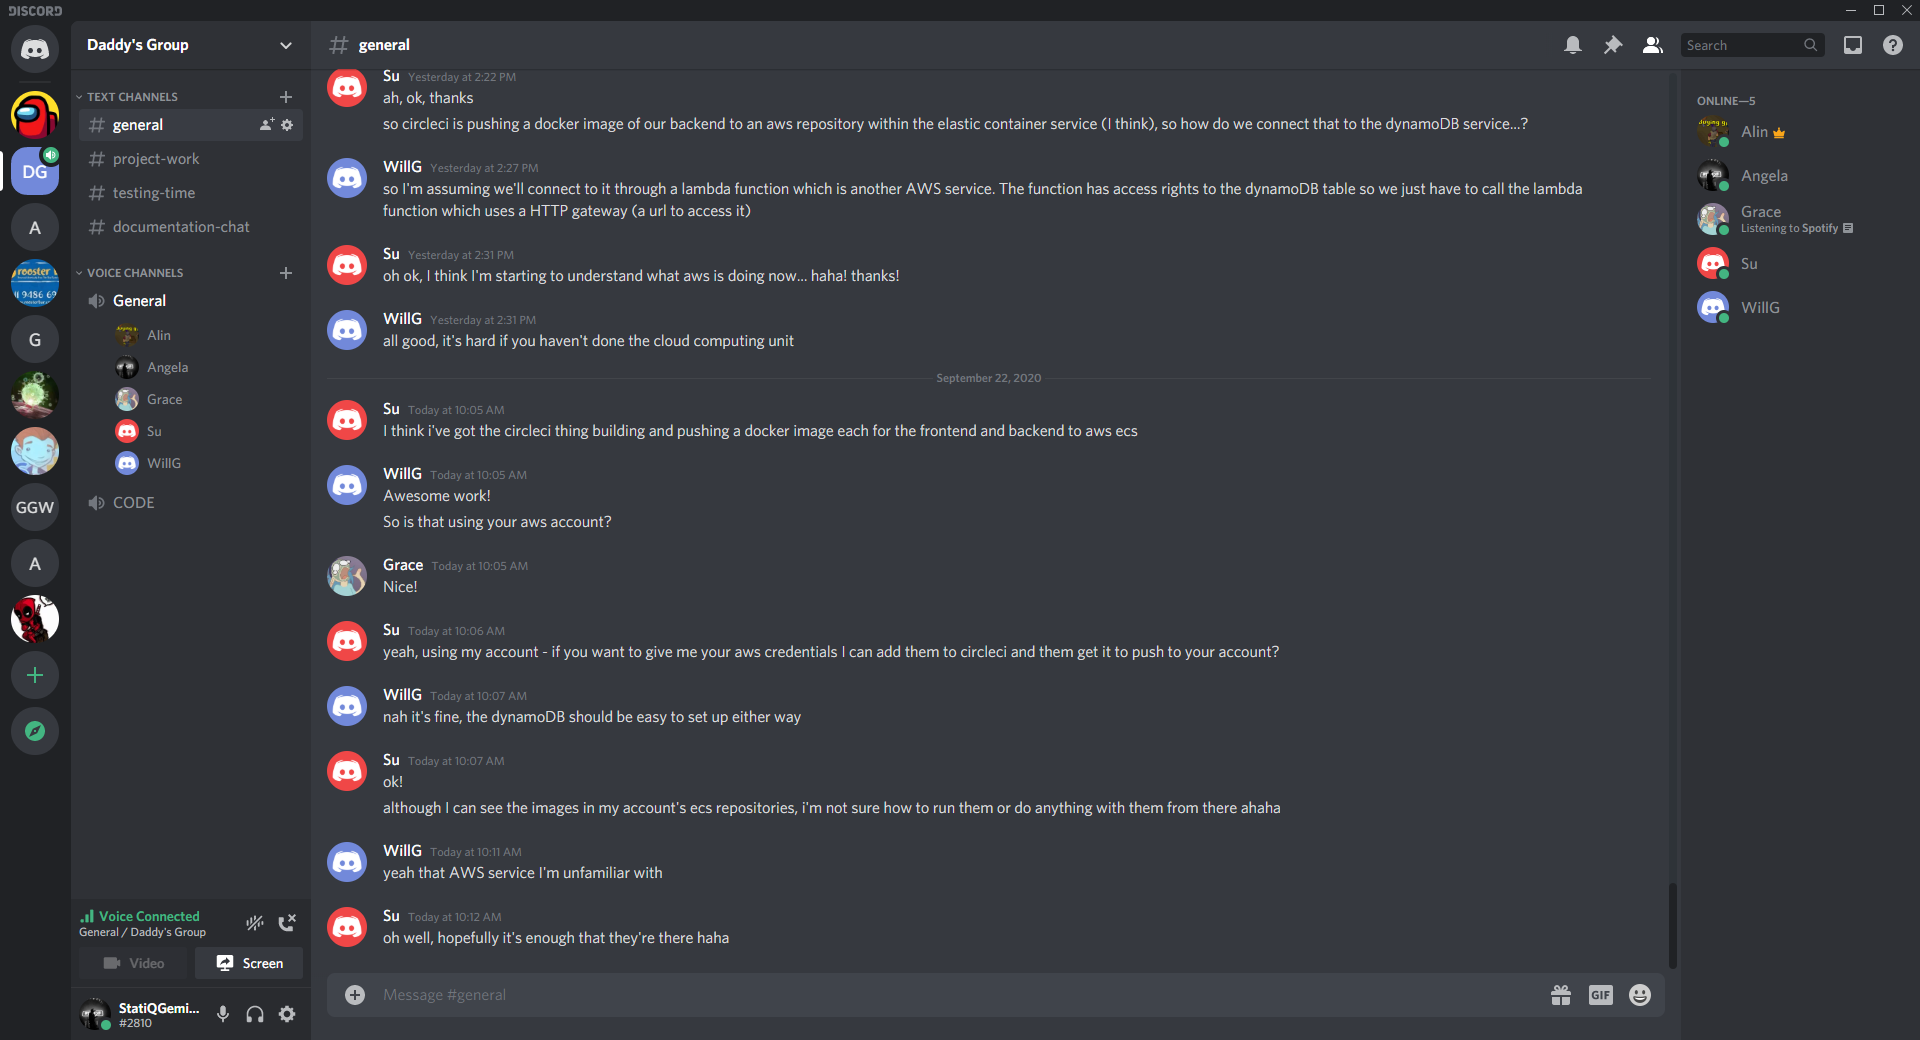 DISCORD
Daddy's Group
general
Search
TEXT CHANNELS
general
project-work
testing-time
documentation-chat
VOICE CHANNELS
General
Alin
Angela
Grace
Su
WillG
CODE
DG
A
rooster
11 9486 69
G
GGW
A
Su Yesterday at 2:22 PM
ah, ok, thanks
so circleci is pushing a docker image of our backend to an aws repository within the elastic container service (I think), so how do we connect that to the dynamoDB service...?
WillG Yesterday at 2:27 PM
so I'm assuming we'll connect to it through a lambda function which is another AWS service. The function has access rights to the dynamoDB table so we just have to call the lambda
function which uses a HTTP gateway (a url to access it)
Su Yesterday at 2:31 PM
oh ok, I think I'm starting to understand what aws is doing now... haha! thanks!
WillG Yesterday at 2:31 PM
all good, it's hard if you haven't done the cloud computing unit
September 22, 2020
Su Today at 10:05 AM
I think i've got the circleci thing building and pushing a docker image each for the frontend and backend to aws ecs
WillG Today at 10:05 AM
Awesome work!
So is that using your aws account?
Grace Today at 10:05 AM
Nice!
Su Today at 10:06 AM
yeah, using my account - if you want to give me your aws credentials I can add them to circleci and them get it to push to your account?
WillG Today at 10:07 AM
nah it's fine, the dynamoDB should be easy to set up either way
Su Today at 10:07 AM
ok!
although I can see the images in my account's ecs repositories, i'm not sure how to run them or do anything with them from there ahaha
WillG Today at 10:11 AM
yeah that AWS service I'm unfamiliar with
Su Today at 10:12 AM
oh well, hopefully it's enough that they're there haha
Message #general
GIF
ONLINE—5
Alin
Angela
Grace
Listening to Spotify
Su
WillG
Voice Connected
General / Daddy's Group
Video
Screen
StatiQGemi...
#2810